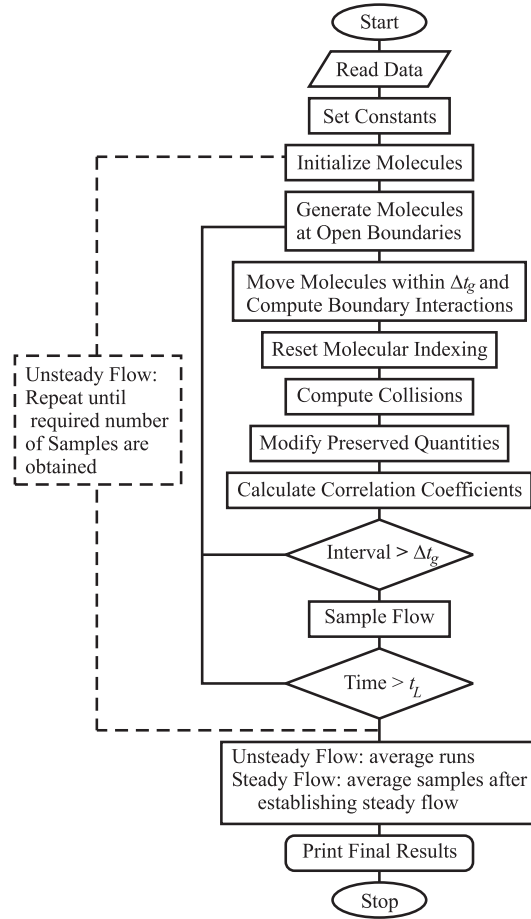 Start
Read Data
Set Constants
Initialize Molecules
Generate Molecules
at Open Boundaries
Move Molecules within Δt_g and
Compute Boundary Interactions
Reset Molecular Indexing
Unsteady Flow:
Repeat until
required number
of Samples are
obtained
Compute Collisions
Modify Preserved Quantities
Calculate Correlation Coefficients
Interval > Δt_g
Sample Flow
Time > t_L
Unsteady Flow: average runs
Steady Flow: average samples after
establishing steady flow
Print Final Results
Stop